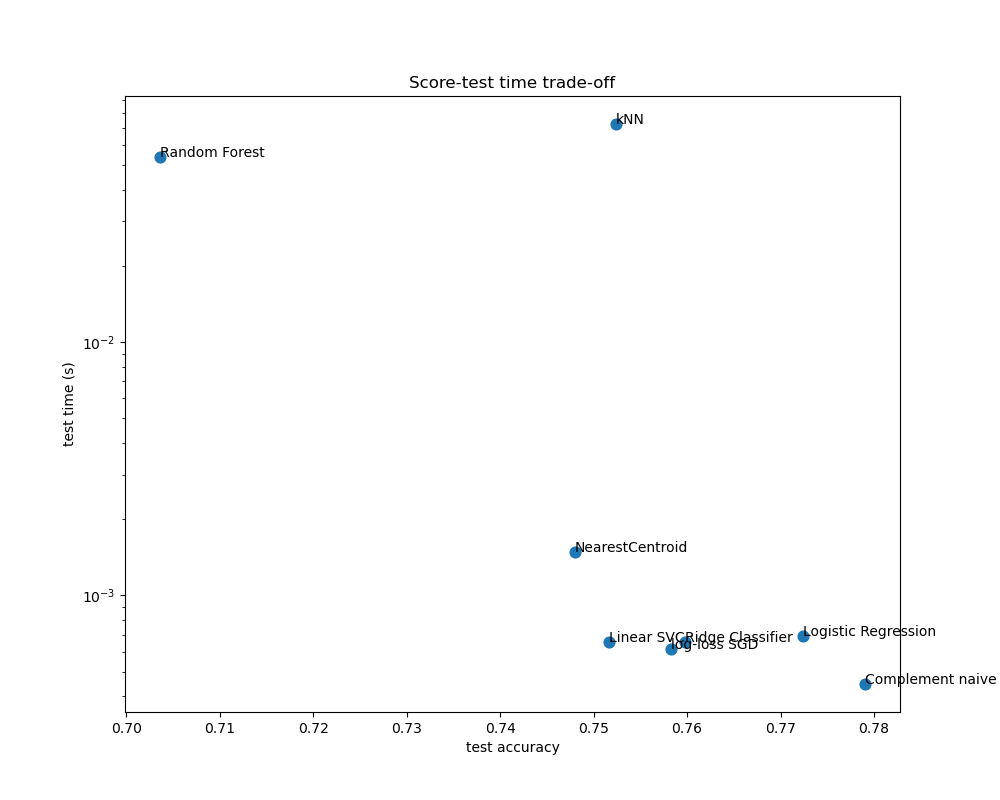 Score-test time trade-off
kNN
Random Forest
10⁻²
test time (s)
NearestCentroid
10⁻³
Logistic Regression
Linear SVC
Ridge Classifier
log-loss SGD
Complement naive
0.70 0.71 0.72 0.73 0.74 0.75 0.76 0.77 0.78
test accuracy